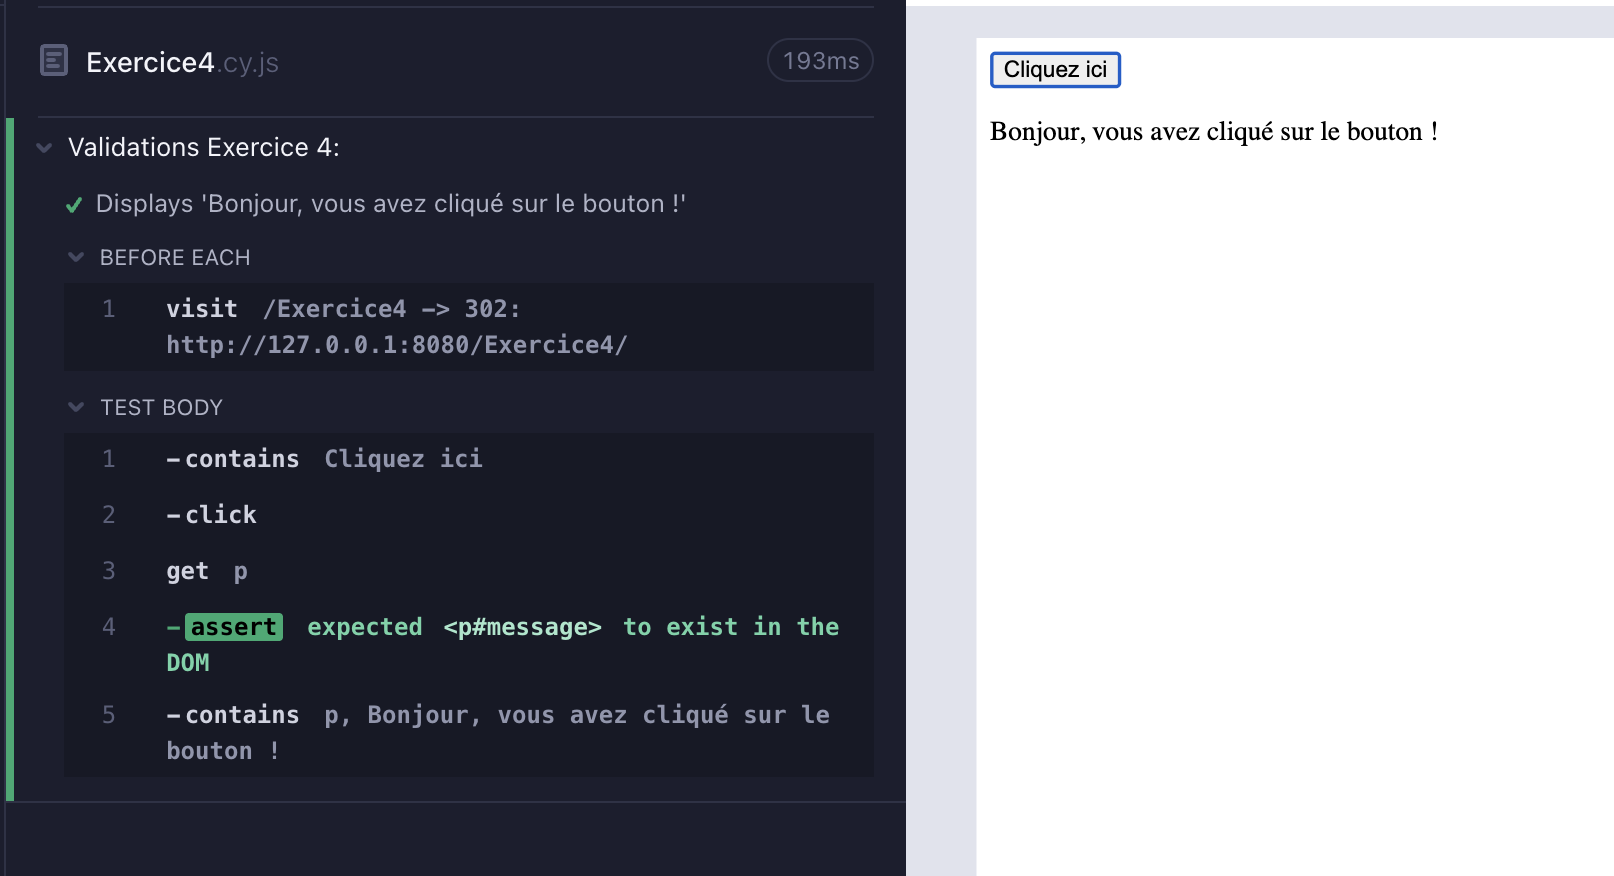 Exercice4.cy.js
193ms
Validations Exercice 4:
Displays 'Bonjour, vous avez cliqué sur le bouton !'
BEFORE EACH
1 visit /Exercice4 -> 302:
http://127.0.0.1:8080/Exercice4/
TEST BODY
1 -contains Cliquez ici
2 -click
3 get p
4 -assert expected <p#message> to exist in the
DOM
5 -contains p, Bonjour, vous avez cliqué sur le
bouton !
Cliquez ici
Bonjour, vous avez cliqué sur le bouton !